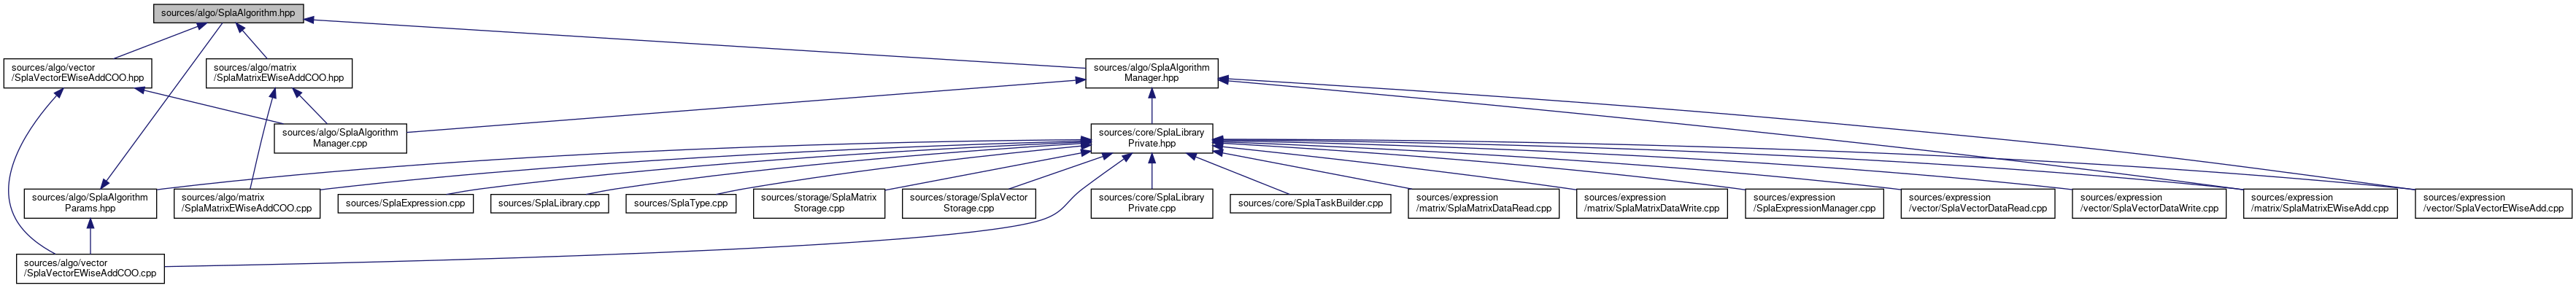 sources/algo/SplaAlgorithm.hpp
sources/algo/vector
/SplaVectorEWiseAddCOO.hpp
sources/algo/matrix
/SplaMatrixEWiseAddCOO.hpp
sources/algo/SplaAlgorithm
Manager.hpp
sources/algo/SplaAlgorithm
Manager.cpp
sources/core/SplaLibrary
Private.hpp
sources/algo/SplaAlgorithm
Params.hpp
sources/algo/matrix
/SplaMatrixEWiseAddCOO.cpp
sources/SplaExpression.cpp
sources/SplaLibrary.cpp
sources/SplaType.cpp
sources/storage/SplaMatrix
Storage.cpp
sources/storage/SplaVector
Storage.cpp
sources/core/SplaLibrary
Private.cpp
sources/core/SplaTaskBuilder.cpp
sources/expression
/matrix/SplaMatrixDataRead.cpp
sources/expression
/matrix/SplaMatrixDataWrite.cpp
sources/expression
/SplaExpressionManager.cpp
sources/expression
/vector/SplaVectorDataRead.cpp
sources/expression
/vector/SplaVectorDataWrite.cpp
sources/expression
/matrix/SplaMatrixEWiseAdd.cpp
sources/expression
/vector/SplaVectorEWiseAdd.cpp
sources/algo/vector
/SplaVectorEWiseAddCOO.cpp